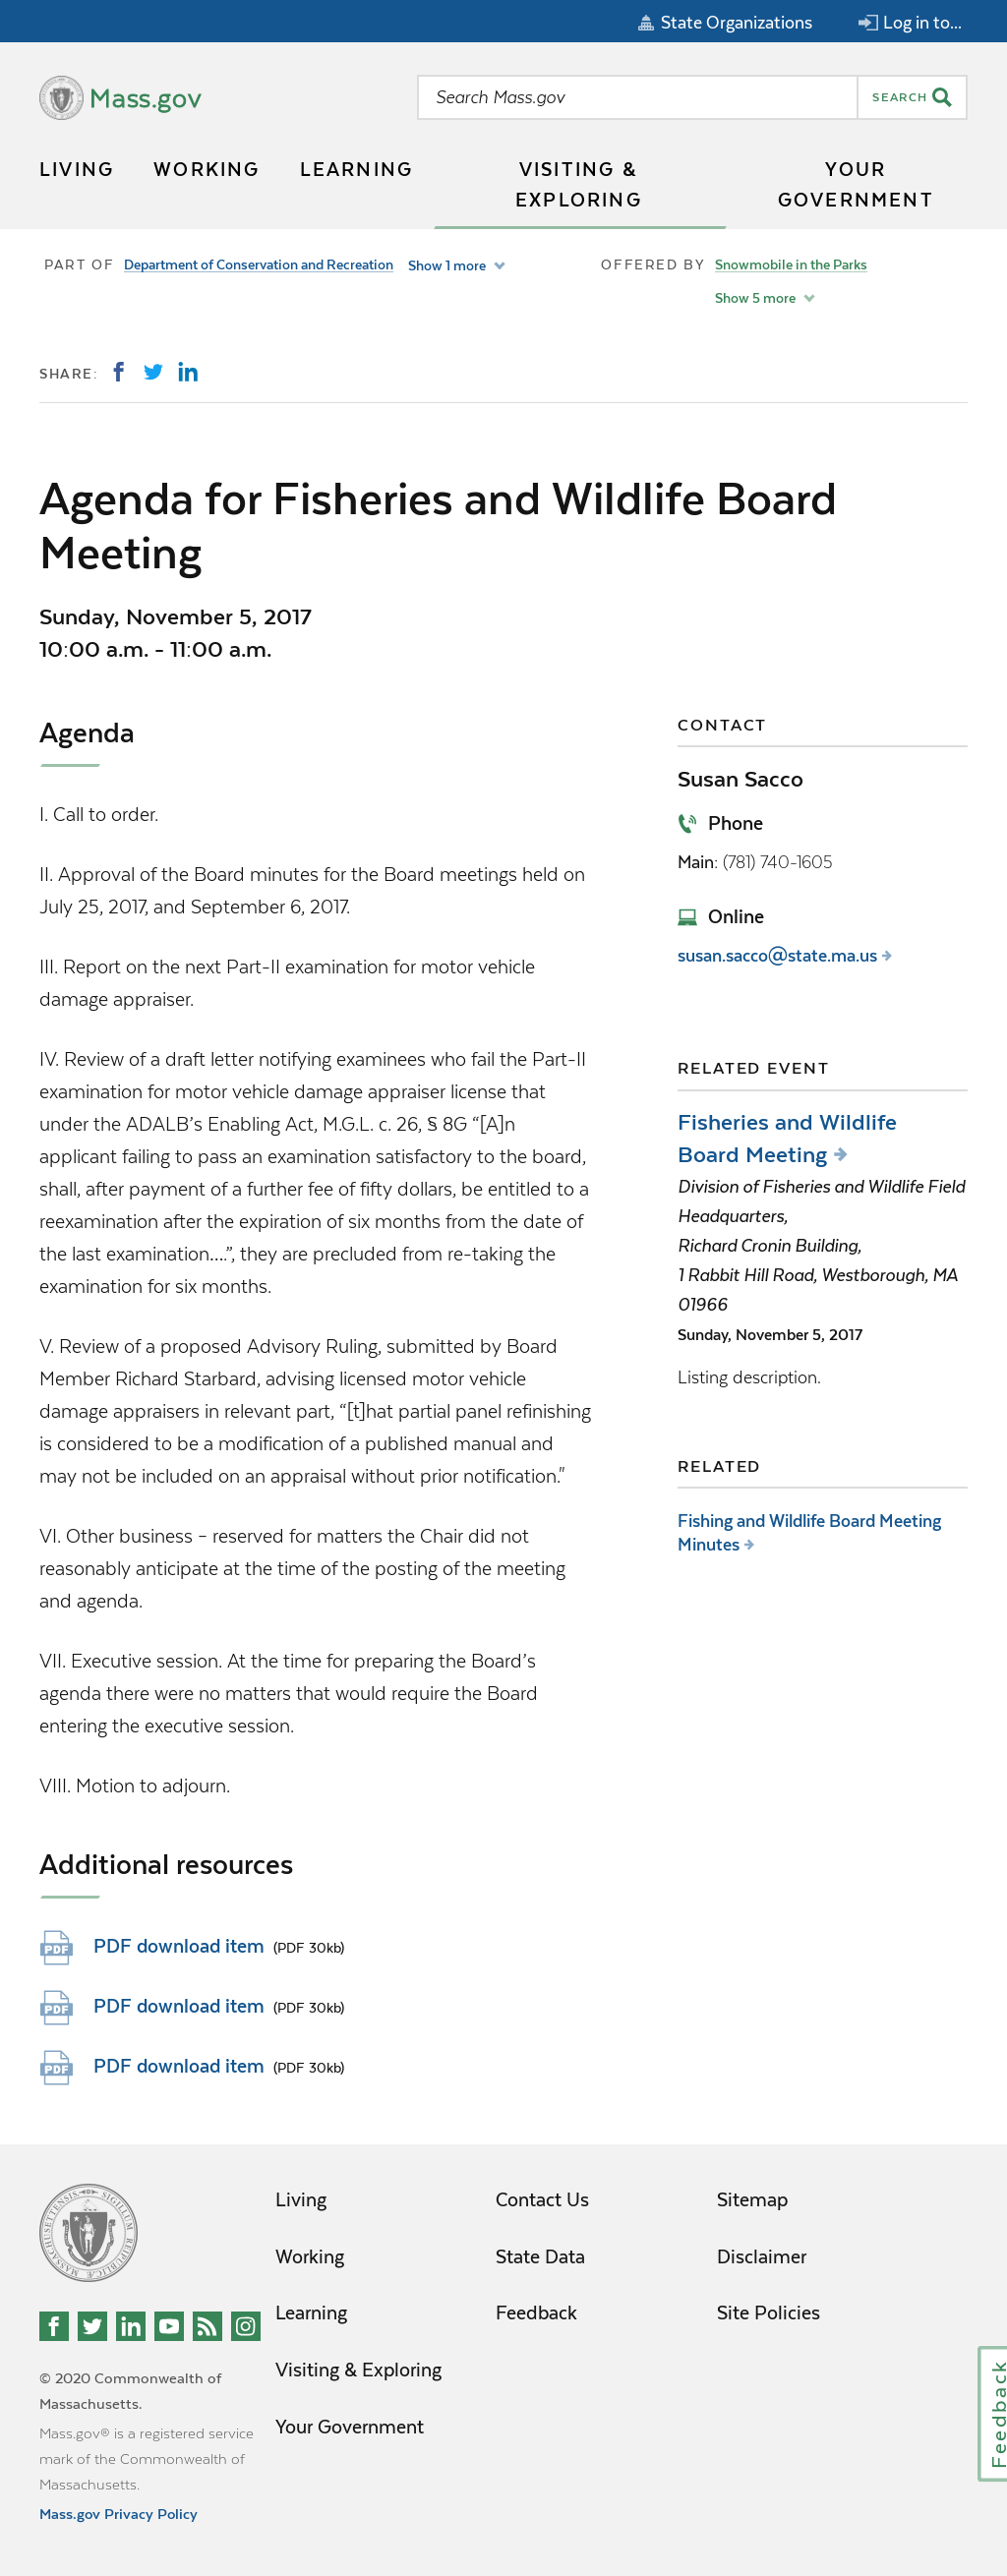 State Organizations
Log in to...
Mass.gov
Search Mass.gov
SEARCH
LIVING
WORKING
LEARNING
VISITING &
EXPLORING
YOUR
GOVERNMENT
PART OF
Department of Conservation and Recreation
Show 1 more
OFFERED BY
Snowmobile in the Parks
Show 5 more
SHARE:
Agenda for Fisheries and Wildlife Board
Meeting
Sunday, November 5, 2017
10:00 a.m. - 11:00 a.m.
Agenda
I. Call to order.
II. Approval of the Board minutes for the Board meetings held on
July 25, 2017, and September 6, 2017.
III. Report on the next Part-II examination for motor vehicle
damage appraiser.
IV. Review of a draft letter notifying examinees who fail the Part-II
examination for motor vehicle damage appraiser license that
under the ADALB’s Enabling Act, M.G.L. c. 26, § 8G “[A]n
applicant failing to pass an examination satisfactory to the board,
shall, after payment of a further fee of fifty dollars, be entitled to a
reexamination after the expiration of six months from the date of
the last examination....”, they are precluded from re-taking the
examination for six months.
V. Review of a proposed Advisory Ruling, submitted by Board
Member Richard Starbard, advising licensed motor vehicle
damage appraisers in relevant part, “[t]hat partial panel refinishing
is considered to be a modification of a published manual and
may not be included on an appraisal without prior notification."
VI. Other business – reserved for matters the Chair did not
reasonably anticipate at the time of the posting of the meeting
and agenda.
VII. Executive session. At the time for preparing the Board’s
agenda there were no matters that would require the Board
entering the executive session.
VIII. Motion to adjourn.
CONTACT
Susan Sacco
Phone
Main: (781) 740-1605
Online
susan.sacco@state.ma.us
RELATED EVENT
Fisheries and Wildlife
Board Meeting
Division of Fisheries and Wildlife Field
Headquarters,
Richard Cronin Building,
1 Rabbit Hill Road, Westborough, MA
01966
Sunday, November 5, 2017
Listing description.
RELATED
Fishing and Wildlife Board Meeting
Minutes
Additional resources
PDF
PDF download item (PDF 30kb)
PDF
PDF download item (PDF 30kb)
PDF
PDF download item (PDF 30kb)
Living
Working
Learning
Visiting & Exploring
Your Government
Contact Us
State Data
Feedback
Sitemap
Disclaimer
Site Policies
© 2020 Commonwealth of
Massachusetts.
Mass.gov® is a registered service
mark of the Commonwealth of
Massachusetts.
Mass.gov Privacy Policy
Feedback